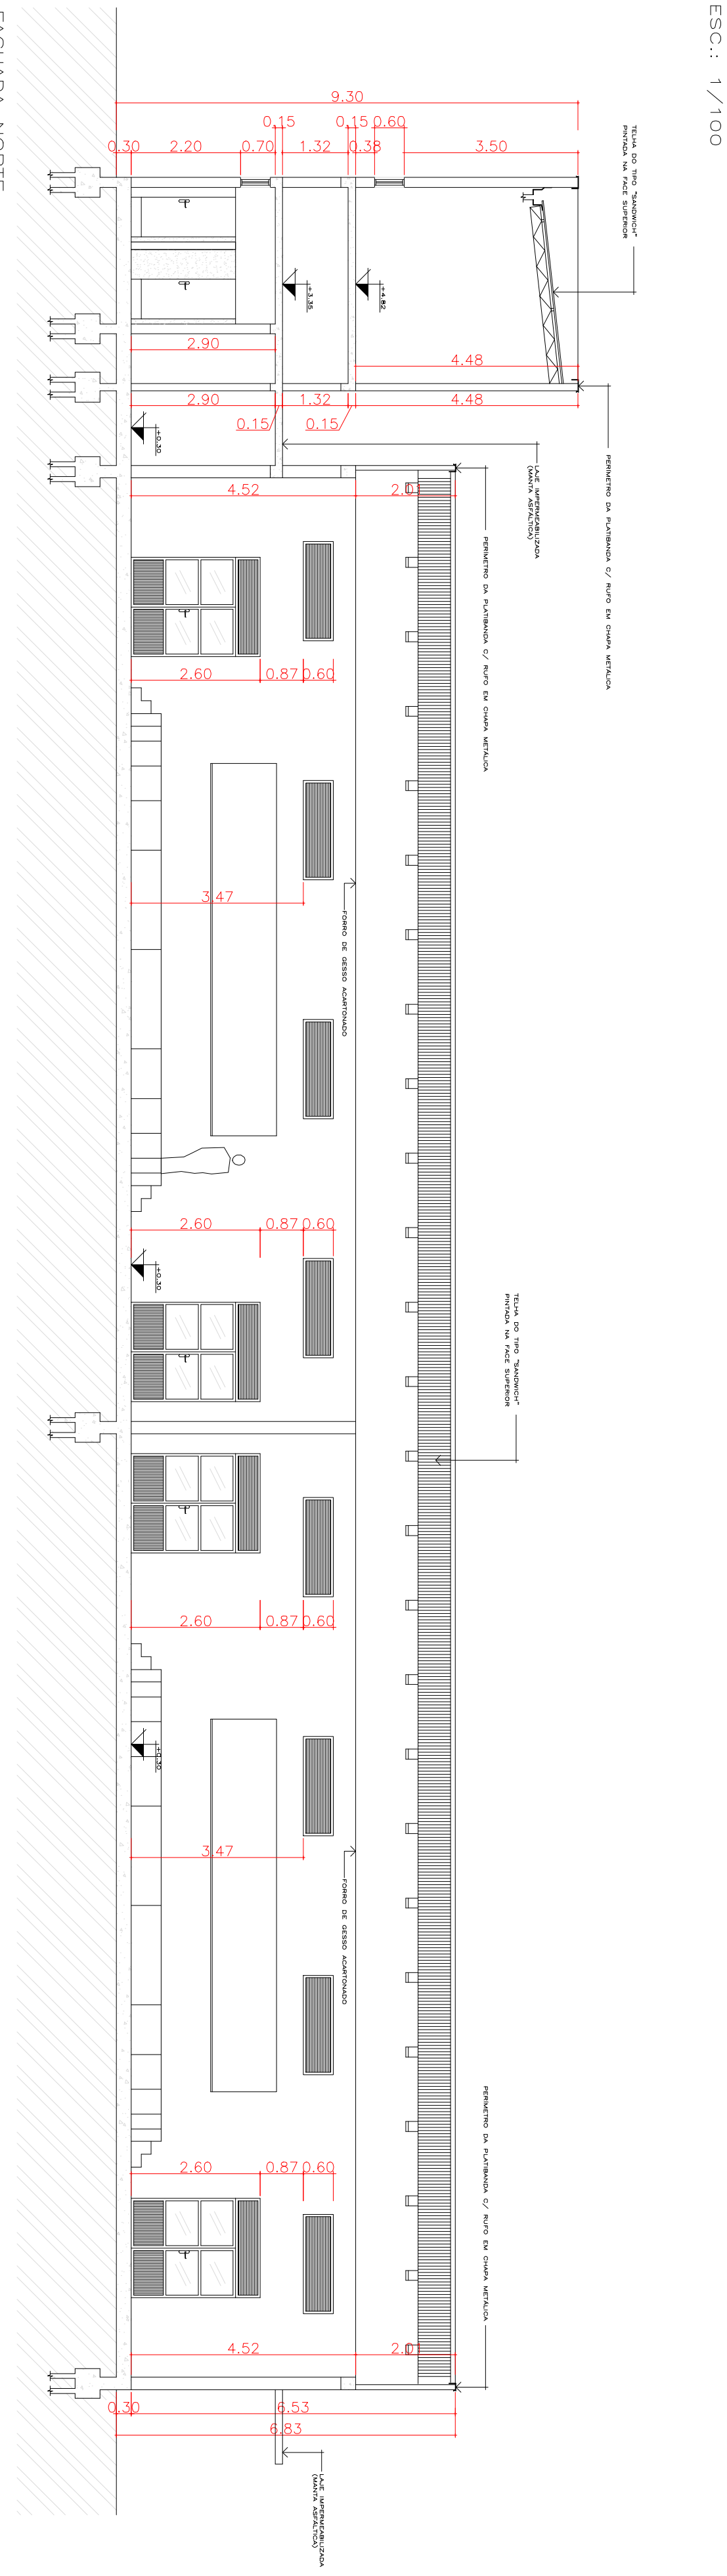 ESC.: 1/100
TELHA DO TIPO "SANDWICH"
PINTADA NA FACE SUPERIOR
PERIMETRO DA PLATIBANDA C/ RUFO EM CHAPA METÁLICA
LAJE IMPERMEABILIZADA
(MANTA ASFÁLTICA)
PERIMETRO DA PLATIBANDA C/ RUFO EM CHAPA METÁLICA
TELHA DO TIPO "SANDWICH"
PINTADA NA FACE SUPERIOR
PERIMETRO DA PLATIBANDA C/ RUFO EM CHAPA METÁLICA
FORRO DE GESSO ACARTONADO
FORRO DE GESSO ACARTONADO
LAJE IMPERMEABILIZADA
(MANTA ASFÁLTICA)
9.30
0.30
2.20
0.70
0.15
1.32
0.15
0.38
0.60
3.50
+3.35
+4.82
2.90
4.48
2.90
0.15
1.32
0.15
4.48
+0.30
4.52
2.0
2.60
0.87
0.60
3.47
2.60
0.87
0.60
+0.30
2.60
0.87
0.60
+0.30
3.47
2.60
0.87
0.60
4.52
2.0
0.30
6.53
6.83
FACHADA NORTE